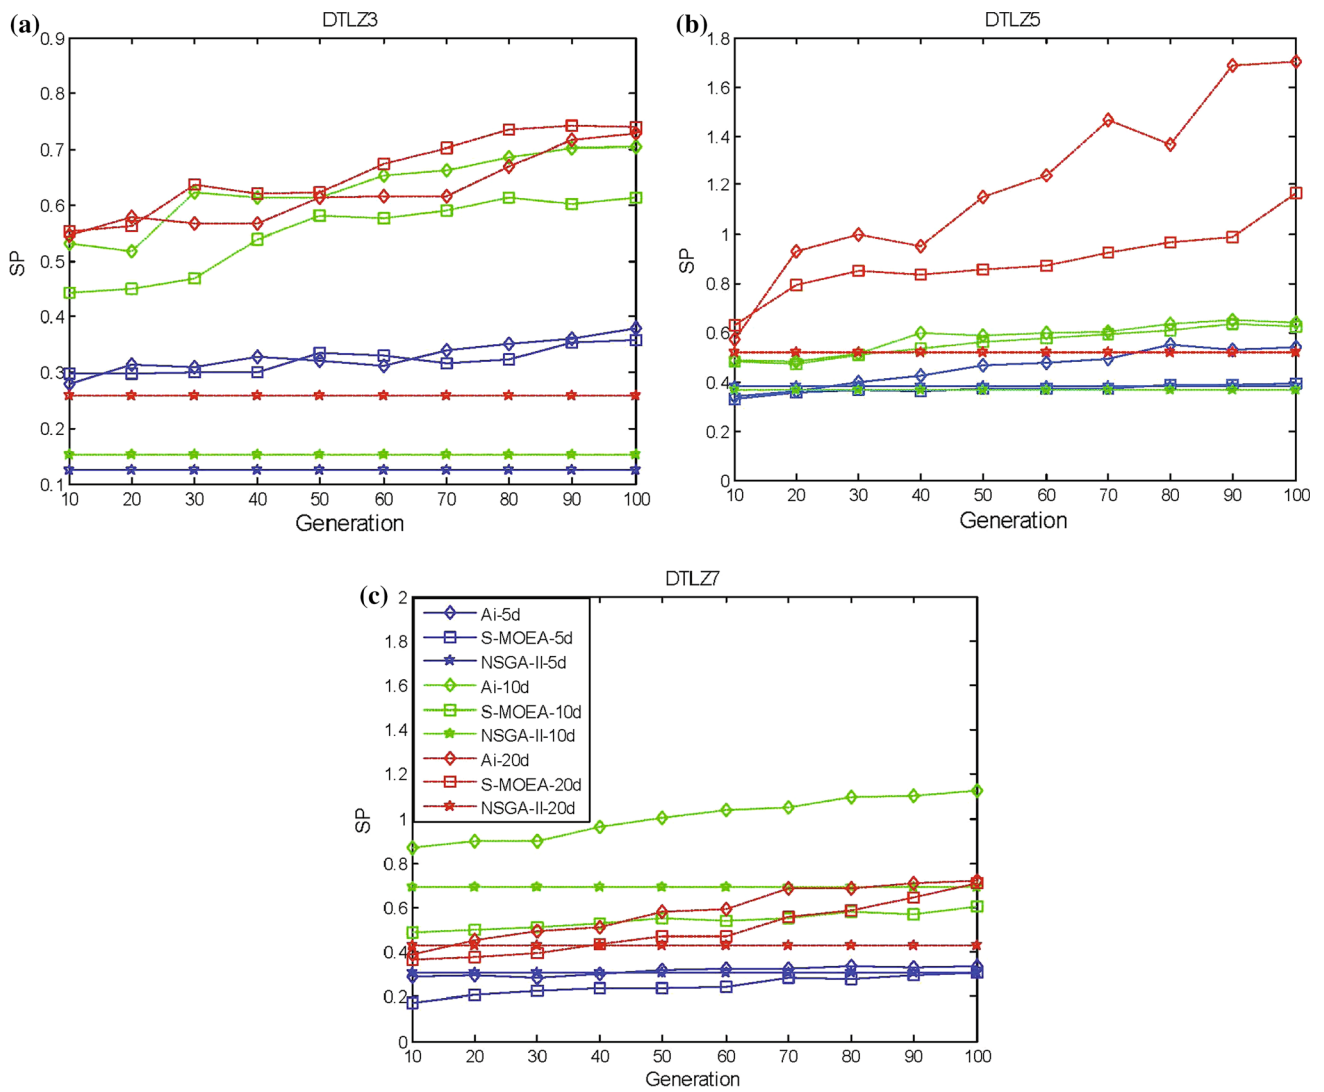 (a)
DTLZ3
0.9
0.8
0.7
0.6
0.5
0.4
0.3
0.2
0.1
SP
10 20 30 40 50 60 70 80 90 100
Generation
(b)
DTLZ5
1.8
1.6
1.4
1.2
1
0.8
0.6
0.4
0.2
0
SP
10 20 30 40 50 60 70 80 90 100
Generation
(c)
DTLZ7
2
1.8
1.6
1.4
1.2
1
0.8
0.6
0.4
0.2
0
SP
Ai-5d
S-MOEA-5d
NSGA-II-5d
Ai-10d
S-MOEA-10d
NSGA-II-10d
Ai-20d
S-MOEA-20d
NSGA-II-20d
10 20 30 40 50 60 70 80 90 100
Generation